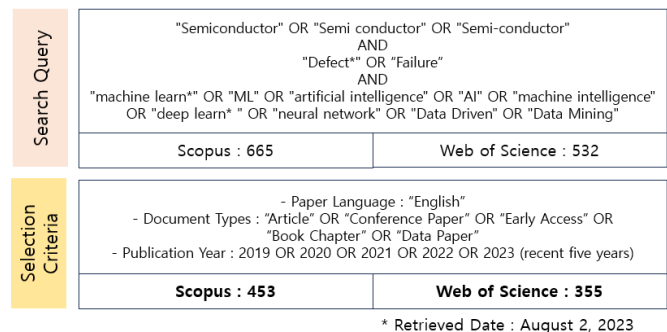 Search Query
"Semiconductor" OR "Semi conductor" OR "Semi-conductor"
AND
"Defect*" OR “Failure”
AND
"machine learn*" OR "ML" OR "artificial intelligence" OR "AI" OR "machine intelligence"
OR "deep learn* " OR "neural network" OR "Data Driven" OR "Data Mining"
Scopus : 665
Web of Science : 532
Selection
Criteria
- Paper Language : “English”
- Document Types : “Article” OR “Conference Paper” OR “Early Access” OR
“Book Chapter” OR “Data Paper”
- Publication Year : 2019 OR 2020 OR 2021 OR 2022 OR 2023 (recent five years)
Scopus : 453
Web of Science : 355
* Retrieved Date : August 2, 2023